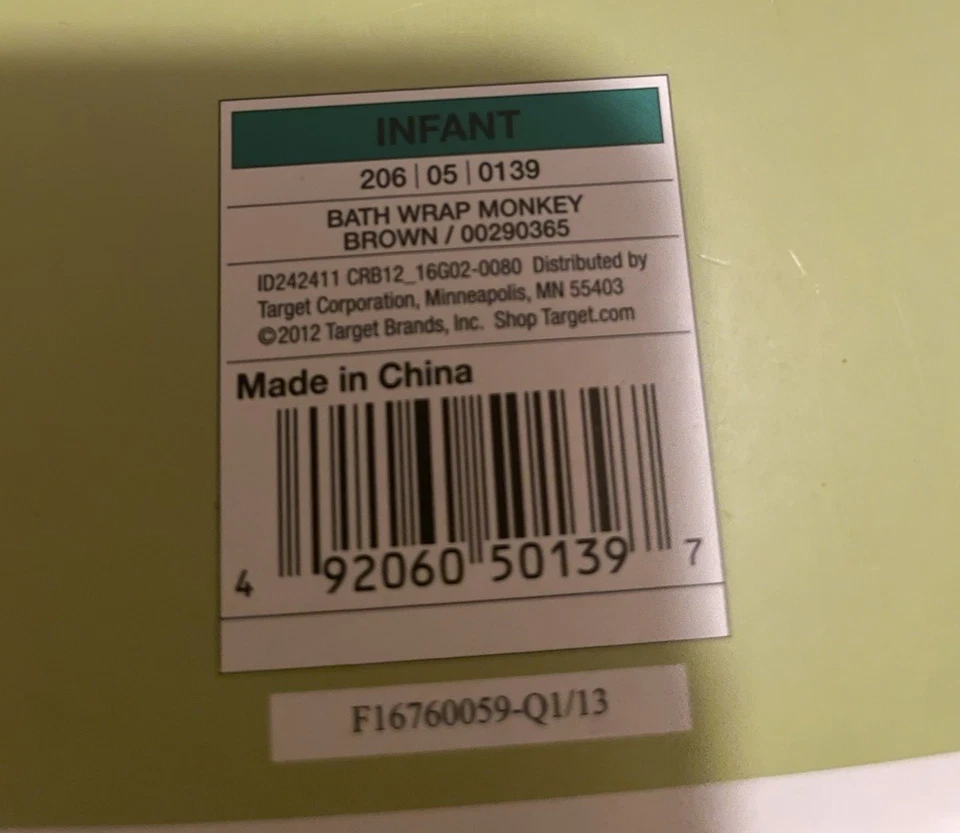 INFANT
206 | 05 | 0139
BATH WRAP MONKEY
BROWN / 00290365
ID242411 CRB12_16G02-0080 Distributed by
Target Corporation, Minneapolis, MN 55403
©2012 Target Brands, Inc. Shop Target.com
Made in China
4 92060 50139 7
F16760059-Q1/13